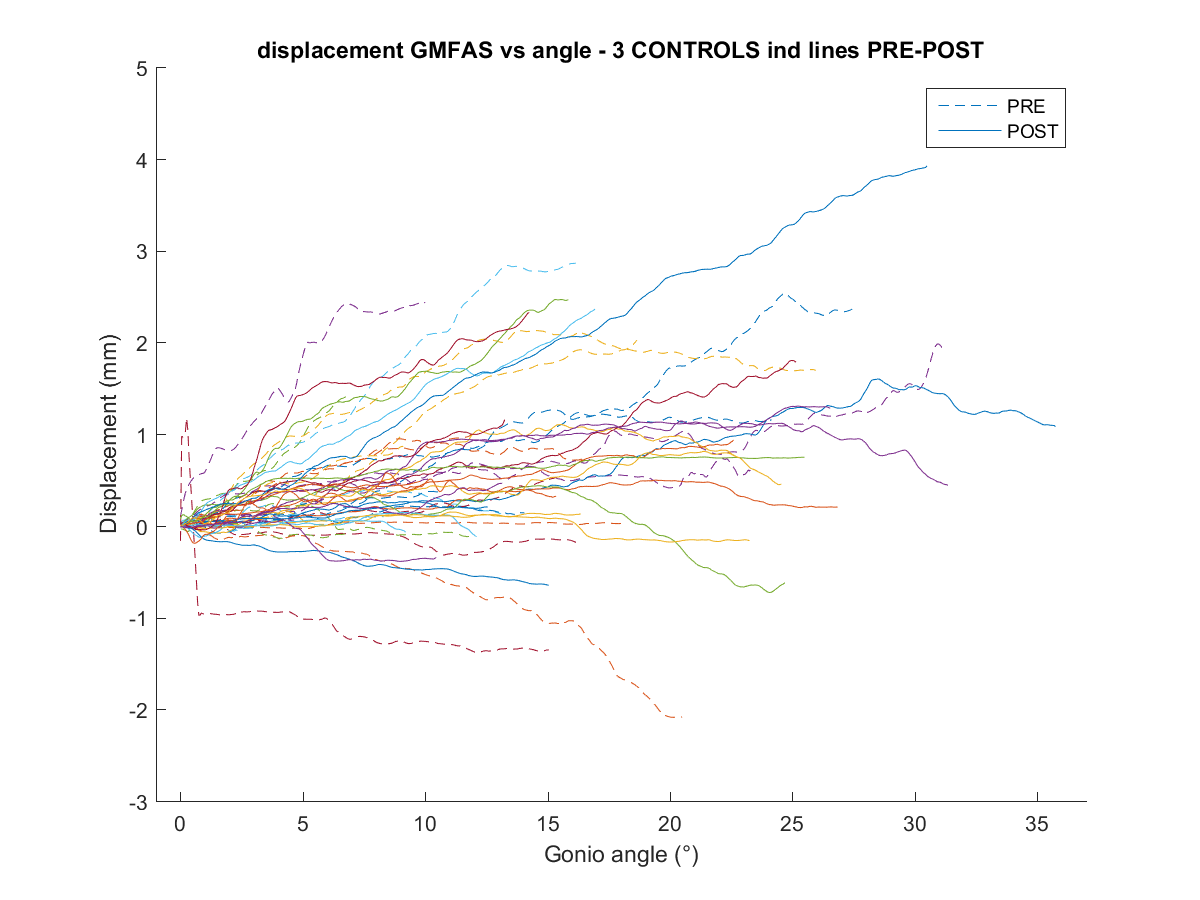 displacement GMFAS vs angle - 3 CONTROLS ind lines PRE-POST
PRE
POST
Displacement (mm)
5
4
3
2
1
0
-1
-2
-3
0 5 10 15 20 25 30 35
Gonio angle (°)